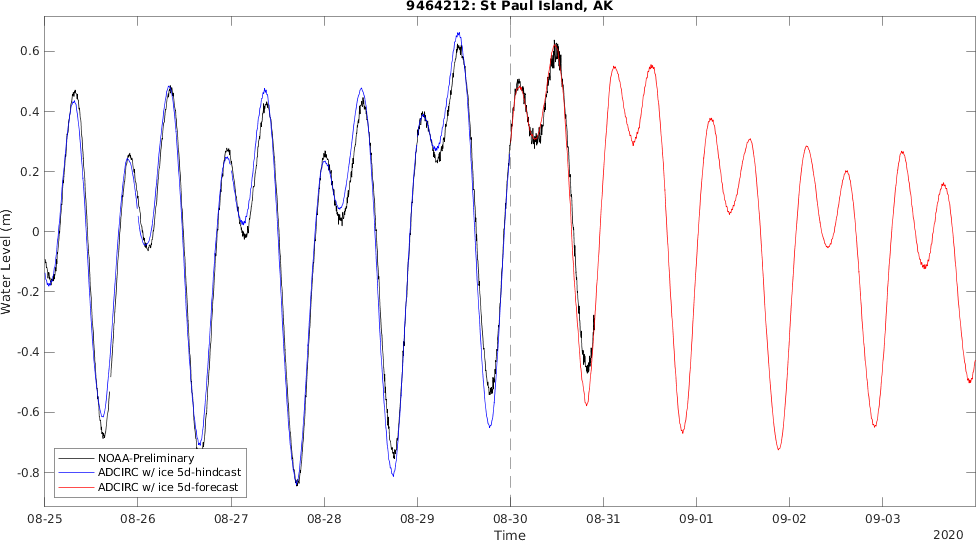 9464212: St Paul Island, AK
Water Level (m)
0.6
0.4
0.2
0
-0.2
-0.4
-0.6
-0.8
NOAA-Preliminary
ADCIRC w/ ice 5d-hindcast
ADCIRC w/ ice 5d-forecast
08-25 08-26 08-27 08-28 08-29 08-30 08-31 09-01 09-02 09-03
Time
2020